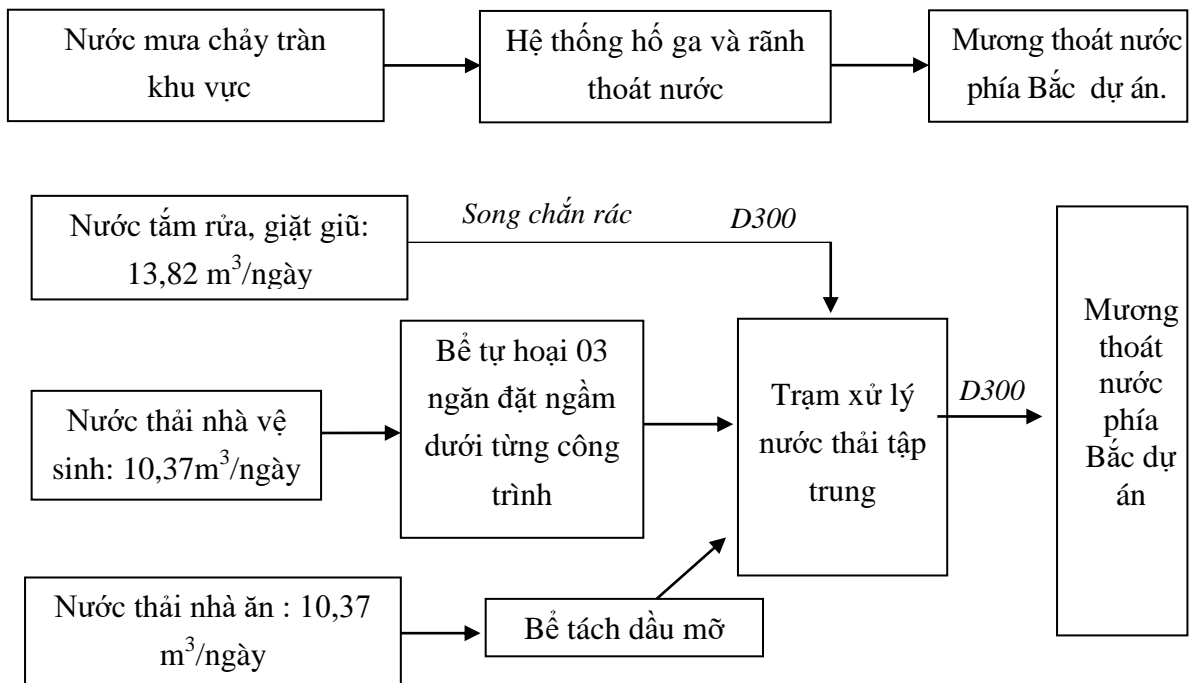 Nước mưa chảy tràn
khu vực
Hệ thống hố ga và rãnh
thoát nước
Mương thoát nước
phía Bắc dự án.
Nước tắm rửa, giặt giũ:
13,82 m³/ngày
Song chắn rác
D300
Nước thải nhà vệ
sinh: 10,37m³/ngày
Bể tự hoại 03
ngăn đặt ngầm
dưới từng công
trình
Trạm xử lý
nước thải tập
trung
D300
Mương
thoát
nước
phía
Bắc dự
án
Nước thải nhà ăn : 10,37
m³/ngày
Bể tách dầu mỡ